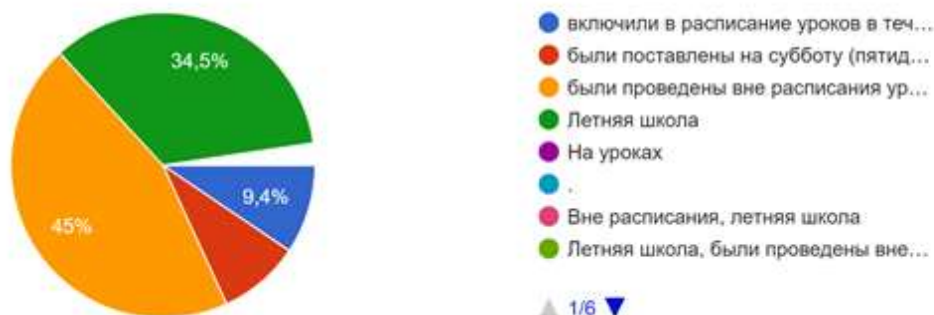 34,5%
9,4%
45%
включили в расписание уроков в теч...
были поставлены на субботу (пятид...
были проведены вне расписания ур...
Летняя школа
На уроках
.
Вне расписания, летняя школа
Летняя школа, были проведены вне...
1/6